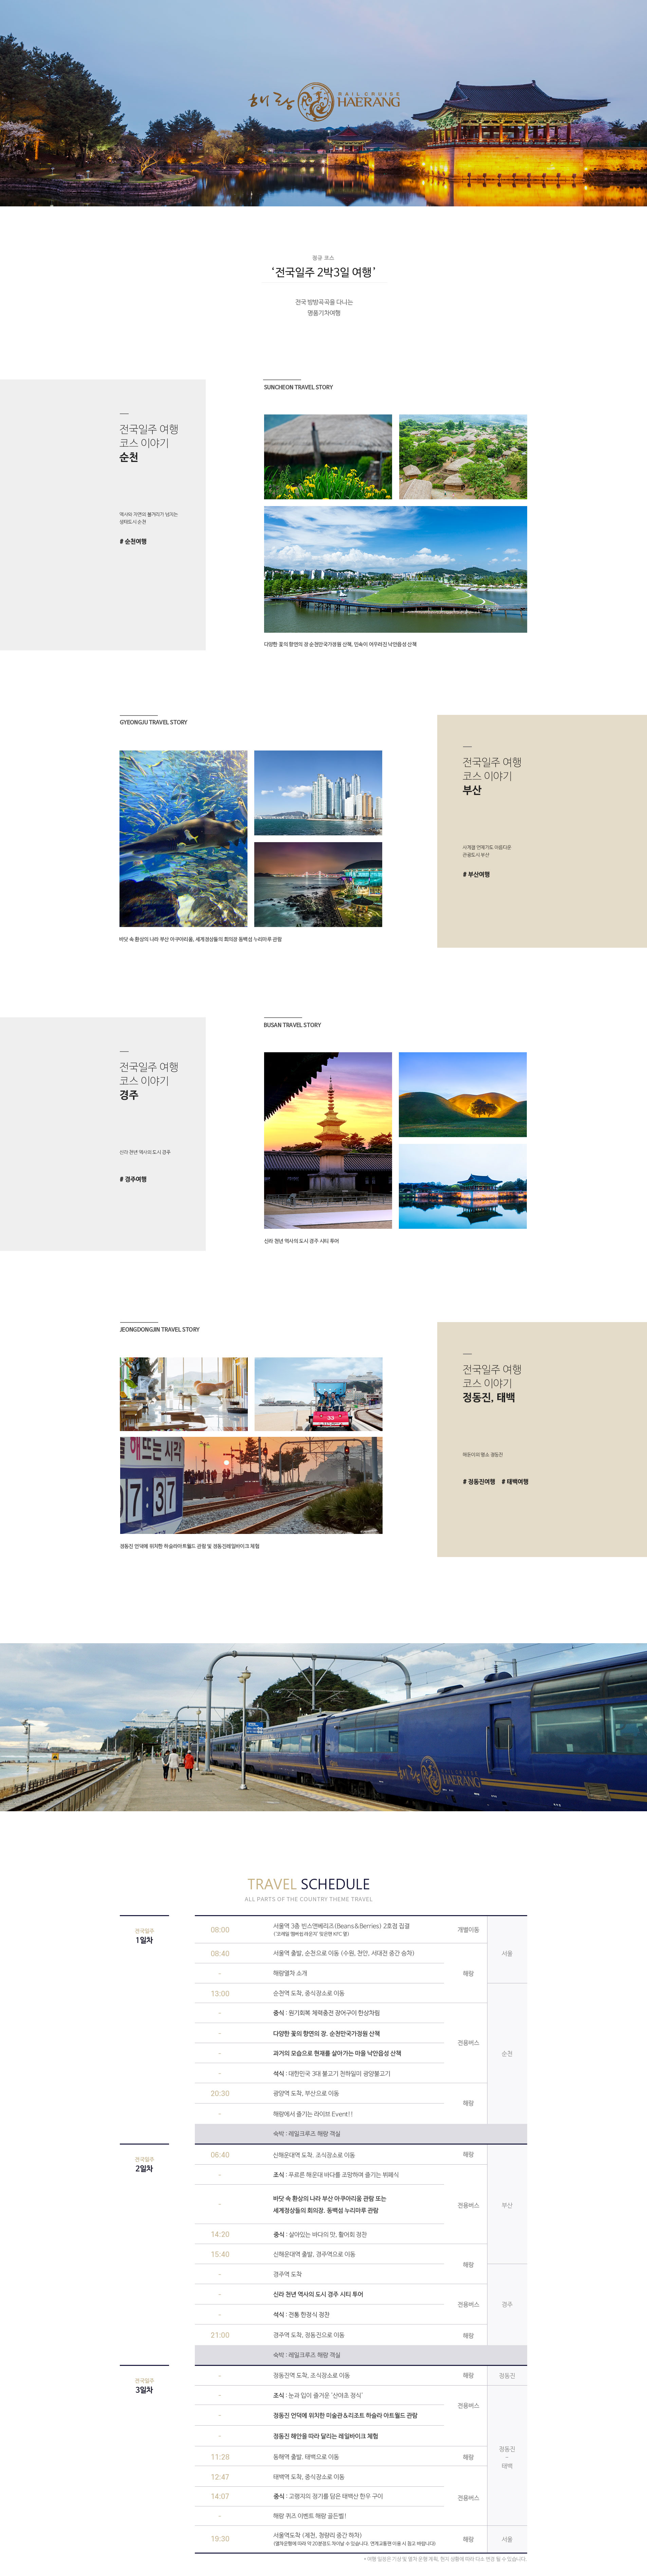 해랑
RAIL CRUISE
HAERANG
정규 코스
‘전국일주 2박3일 여행’
전국 방방곡곡을 다니는
명품기차여행
SUNCHEON TRAVEL STORY
전국일주 여행
코스 이야기
순천
역사와 자연의 볼거리가 넘치는
생태도시 순천
# 순천여행
다양한 꽃의 향연의 장 순천만국가정원 산책, 민속이 어우러진 낙안읍성 산책
GYEONGJU TRAVEL STORY
전국일주 여행
코스 이야기
부산
사계절 언제가도 아름다운
관광도시 부산
# 부산여행
바닷 속 환상의 나라 부산 아쿠아리움, 세계정상들의 회의장 동백섬 누리마루 관람
BUSAN TRAVEL STORY
전국일주 여행
코스 이야기
경주
신라 천년 역사의 도시 경주
# 경주여행
신라 천년 역사의 도시 경주 시티 투어
JEONGDONGJIN TRAVEL STORY
전국일주 여행
코스 이야기
정동진, 태백
해돋이의 명소 정동진
# 정동진여행 # 태백여행
해뜨는시각
07:37
정동진 언덕에 위치한 하슬라아트월드 관람 및 정동진레일바이크 체험
해랑
RAIL CRUISE
HAERANG
TRAVEL SCHEDULE
ALL PARTS OF THE COUNTRY THEME TRAVEL
전국일주
1일차
08:00 서울역 3층 빈스앤베리즈(Beans&Berries) 2호점 집결 개별이동 서울
('코레일 멤버쉽 라운지' 맞은편 KFC 옆)
08:40 서울역 출발, 순천으로 이동 (수원, 천안, 서대전 중간 승차) 해랑
- 해랑열차 소개
13:00 순천역 도착, 중식장소로 이동 전용버스 순천
- 중식 : 원기회복 체력충전 장어구이 한상차림
- 다양한 꽃의 향연의 장, 순천만국가정원 산책
- 과거의 모습으로 현재를 살아가는 마을 낙안읍성 산책
- 석식 : 대한민국 3대 불고기 천하일미 광양불고기
20:30 광양역 도착, 부산으로 이동 해랑
- 해랑에서 즐기는 라이브 Event!!
숙박 : 레일크루즈 해랑 객실
전국일주
2일차
06:40 신해운대역 도착, 조식장소로 이동 해랑 부산
- 조식 : 푸르른 해운대 바다를 조망하며 즐기는 뷔페식 전용버스
- 바닷 속 환상의 나라 부산 아쿠아리움 관람 또는
세계정상들의 회의장, 동백섬 누리마루 관람
14:20 중식 : 살아있는 바다의 맛, 활어회 정찬
15:40 신해운대역 출발, 경주역으로 이동 해랑
- 경주역 도착 경주
- 신라 천년 역사의 도시 경주 시티 투어 전용버스
- 석식 : 전통 한정식 정찬
21:00 경주역 도착, 정동진으로 이동 해랑
숙박 : 레일크루즈 해랑 객실
전국일주
3일차
- 정동진역 도착, 조식장소로 이동 해랑 정동진
- 조식 : 눈과 입이 즐거운 '산야초 정식' 전용버스 정동진
- 정동진 언덕에 위치한 미술관&리조트 하슬라 아트월드 관람 ~
- 정동진 해안을 따라 달리는 레일바이크 체험 태백
11:28 동해역 출발, 태백으로 이동 해랑
12:47 태백역 도착, 중식장소로 이동 전용버스
14:07 중식 : 고랭지의 정기를 담은 태백산 한우 구이
- 해랑 퀴즈 이벤트 해랑 골든벨!
19:30 서울역도착 (제천, 청량리 중간 하차) 해랑 서울
(열차운행에 따라 약 20분정도 차이날 수 있습니다. 연계교통편 이용 시 참고 바랍니다)
* 여행 일정은 기상 및 열차 운행 계획, 현지 상황에 따라 다소 변경 될 수 있습니다.